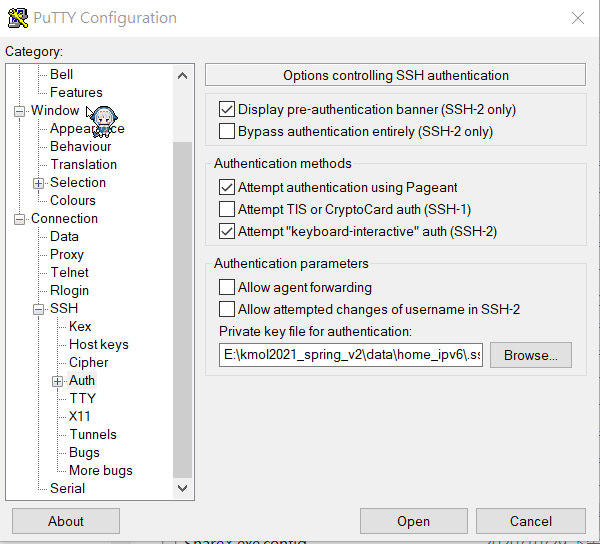 PuTTY Configuration
Category:
Bell
Features
Window
Appearance
Behaviour
Translation
Selection
Colours
Connection
Data
Proxy
Telnet
Rlogin
SSH
Kex
Host keys
Cipher
Auth
TTY
X11
Tunnels
Bugs
More bugs
Serial
Options controlling SSH authentication
Display pre-authentication banner (SSH-2 only)
Bypass authentication entirely (SSH-2 only)
Authentication methods
Attempt authentication using Pageant
Attempt TIS or CryptoCard auth (SSH-1)
Attempt "keyboard-interactive" auth (SSH-2)
Authentication parameters
Allow agent forwarding
Allow attempted changes of username in SSH-2
Private key file for authentication:
E:\kmol2021_spring_v2\data\home_ipv6\.ss
Browse...
About
Open
Cancel
ShareX.exe.config